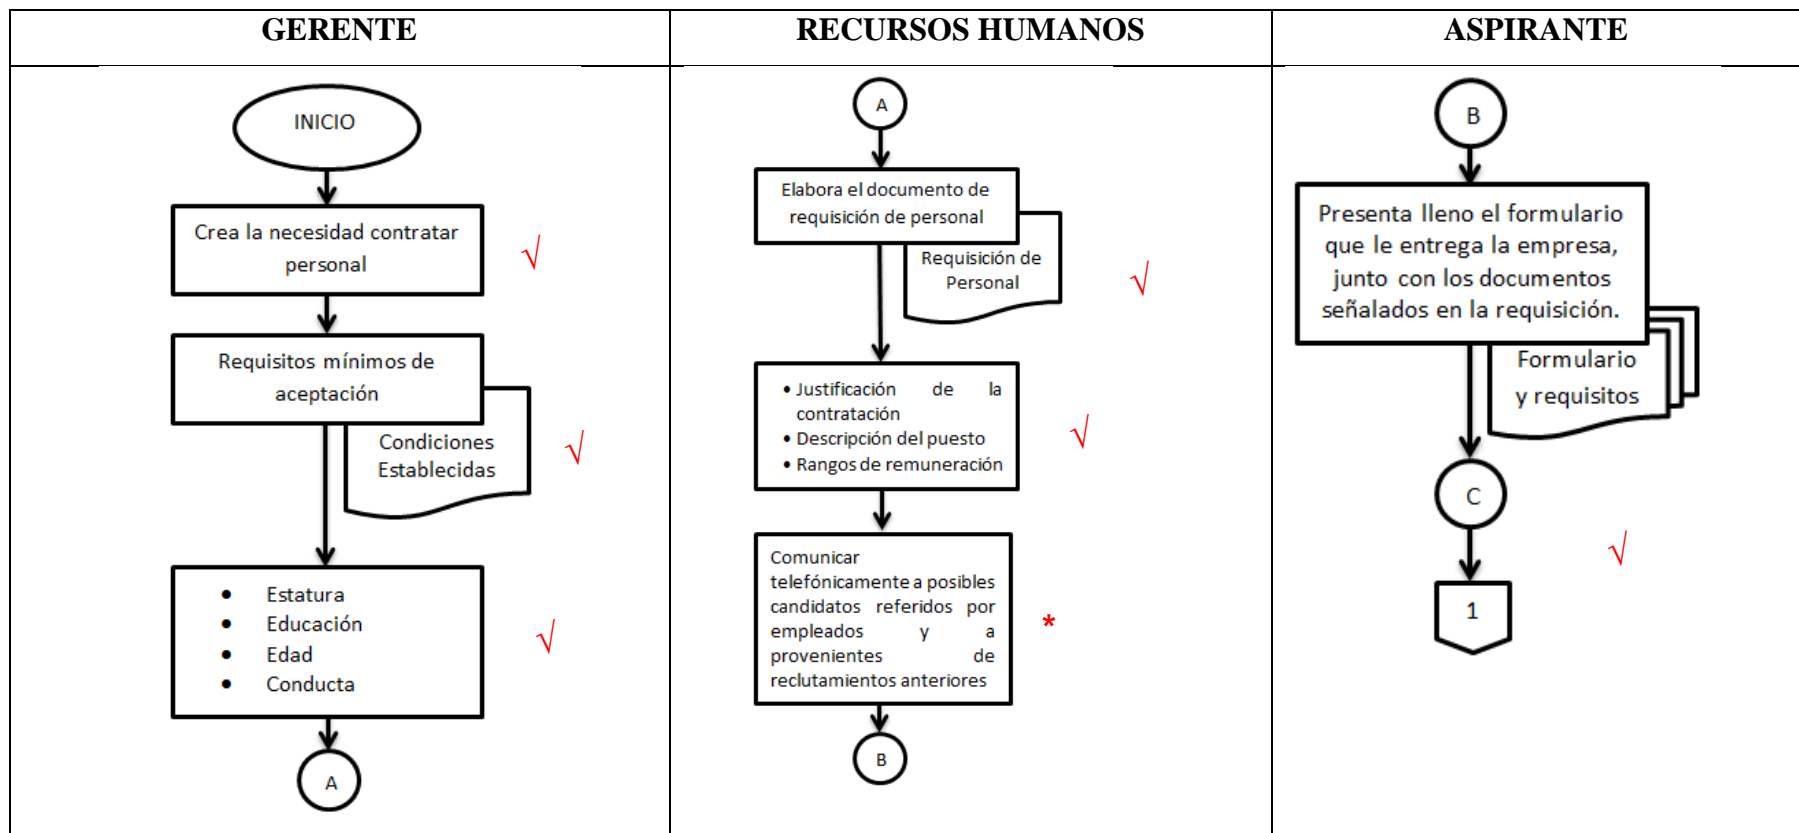 GERENTE
INICIO
Crea la necesidad contratar
personal
√
Requisitos mínimos de
aceptación
Condiciones
Establecidas
√
• Estatura
• Educación
• Edad
• Conducta
√
A
RECURSOS HUMANOS
A
Elabora el documento de
requisición de personal
Requisición de
Personal
√
• Justificación de la
contratación
• Descripción del puesto
• Rangos de remuneración
√
Comunicar
telefónicamente a posibles
candidatos referidos por
empleados y a
provenientes de
reclutamientos anteriores
*
B
ASPIRANTE
B
Presenta lleno el formulario
que le entrega la empresa,
junto con los documentos
señalados en la requisición.
Formulario
y requisitos
C
√
1